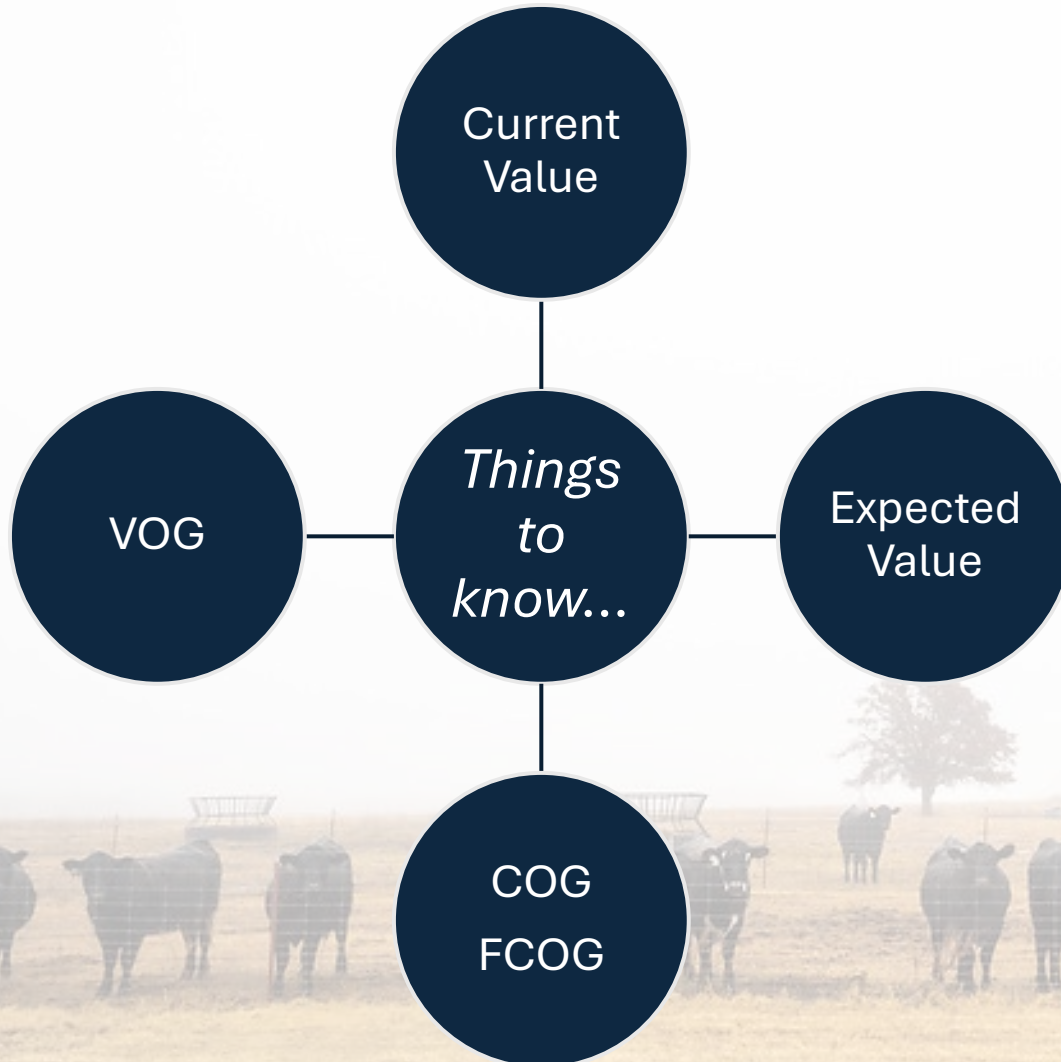 Current
Value
VOG
Things
to
know...
Expected
Value
COG
FCOG